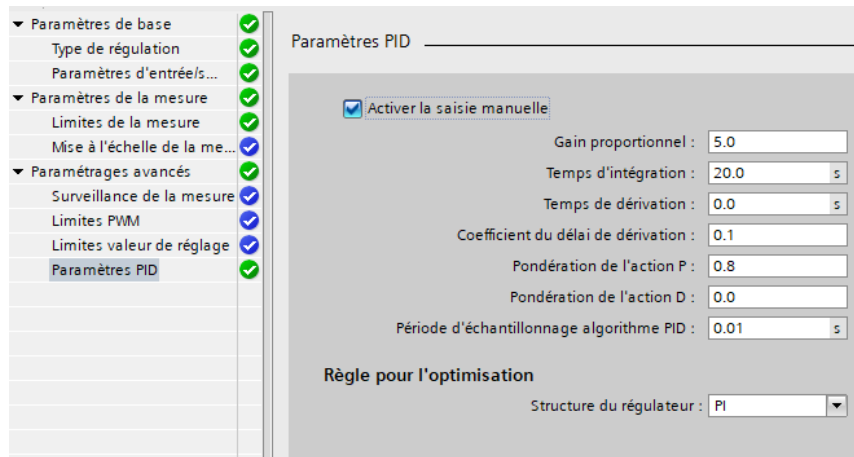 Paramètres de base
Type de régulation
Paramètres d'entrée/s...
Paramètres de la mesure
Limites de la mesure
Mise à l'échelle de la me...
Paramétrages avancés
Surveillance de la mesure
Limites PWM
Limites valeur de réglage
Paramètres PID
Paramètres PID
Activer la saisie manuelle
Gain proportionnel : 5.0
Temps d'intégration : 20.0 s
Temps de dérivation : 0.0 s
Coefficient du délai de dérivation : 0.1
Pondération de l'action P : 0.8
Pondération de l'action D : 0.0
Période d'échantillonnage algorithme PID : 0.01 s
Règle pour l'optimisation
Structure du régulateur : PI